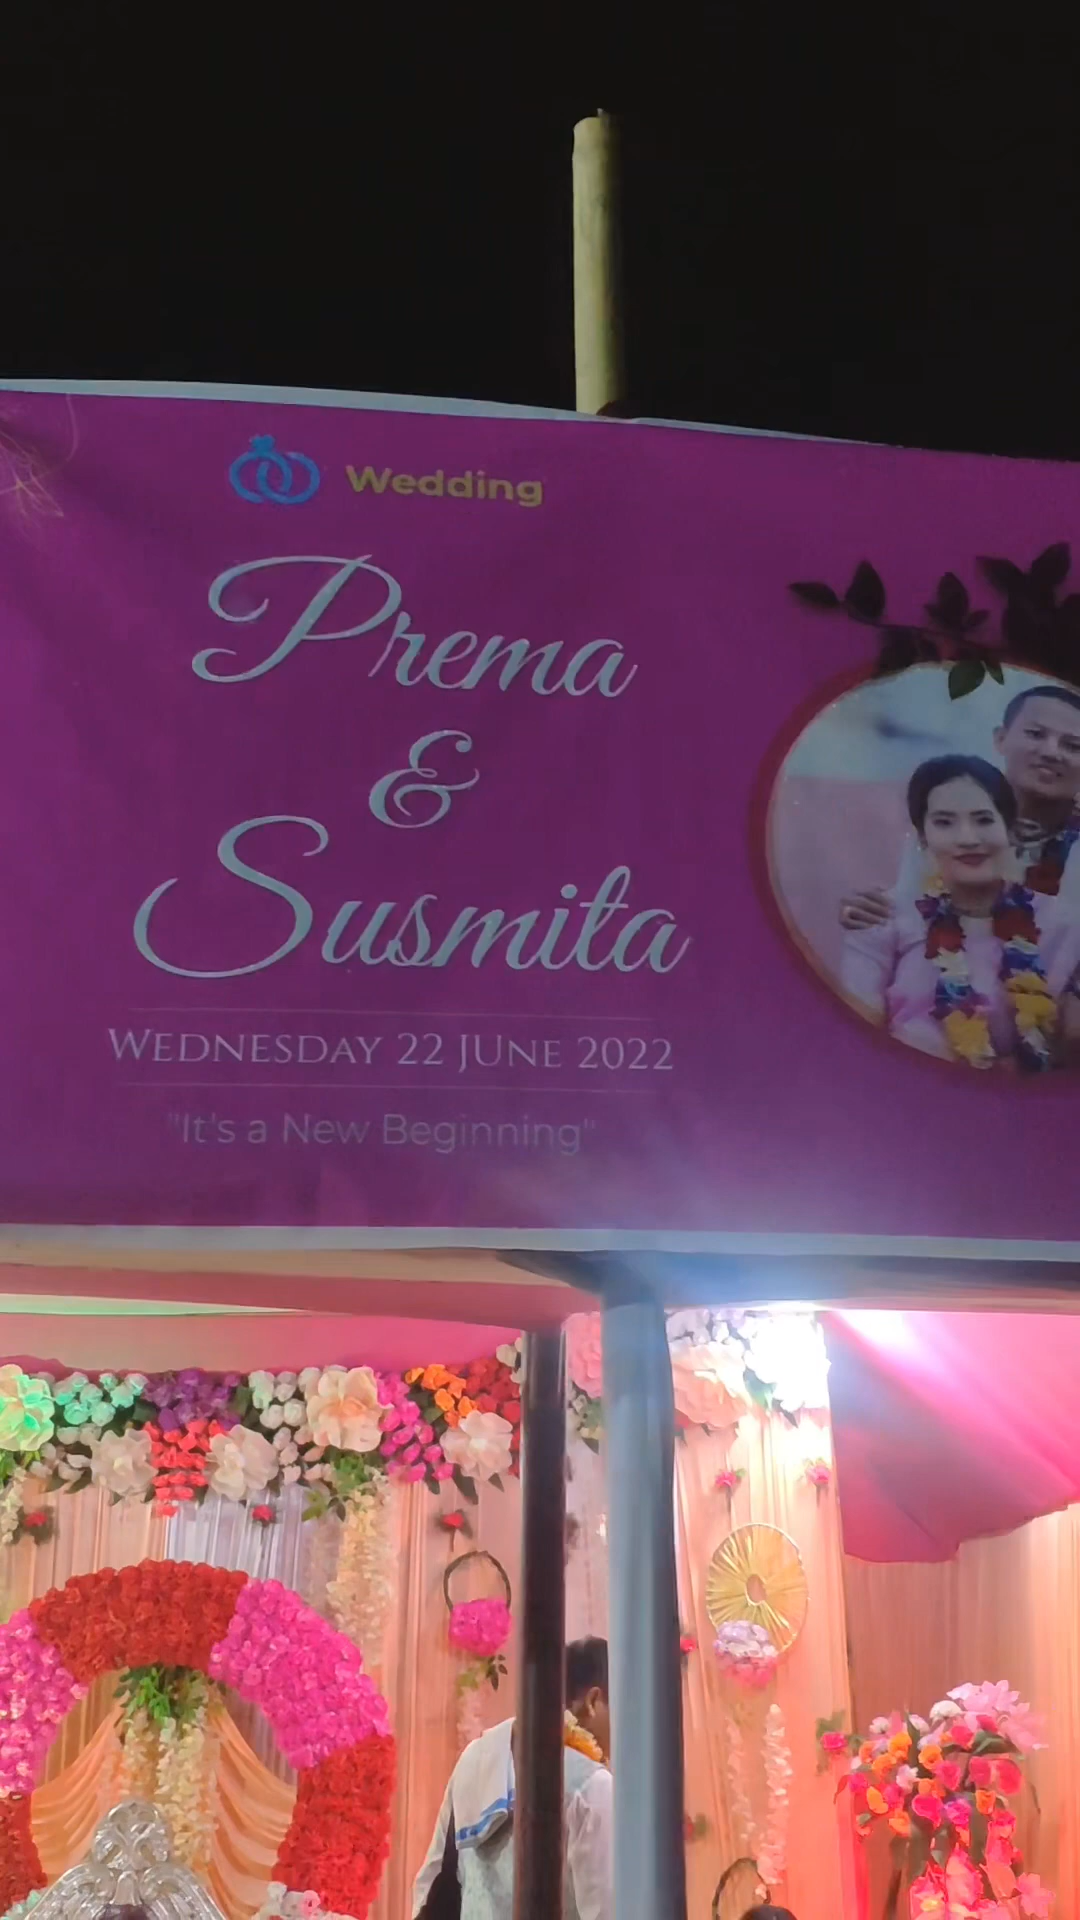 Wedding
Prema
&
Susmita
WEDNESDAY 22 JUNE 2022
"It's a New Beginning"